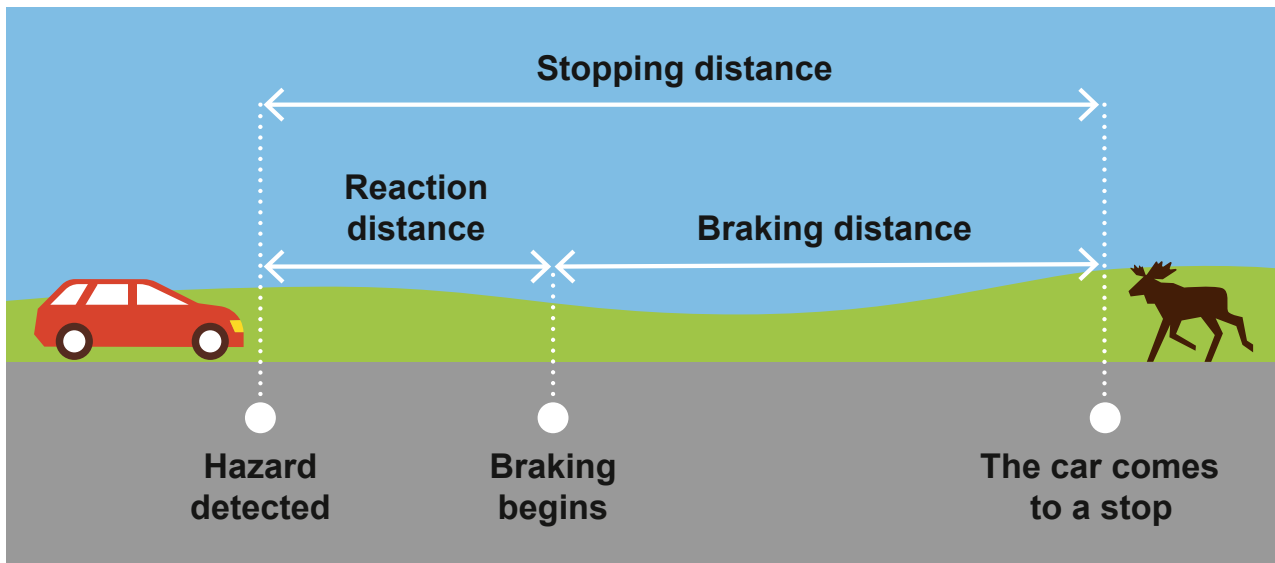 Stopping distance
Reaction
distance
Braking distance
Hazard
detected
Braking
begins
The car comes
to a stop